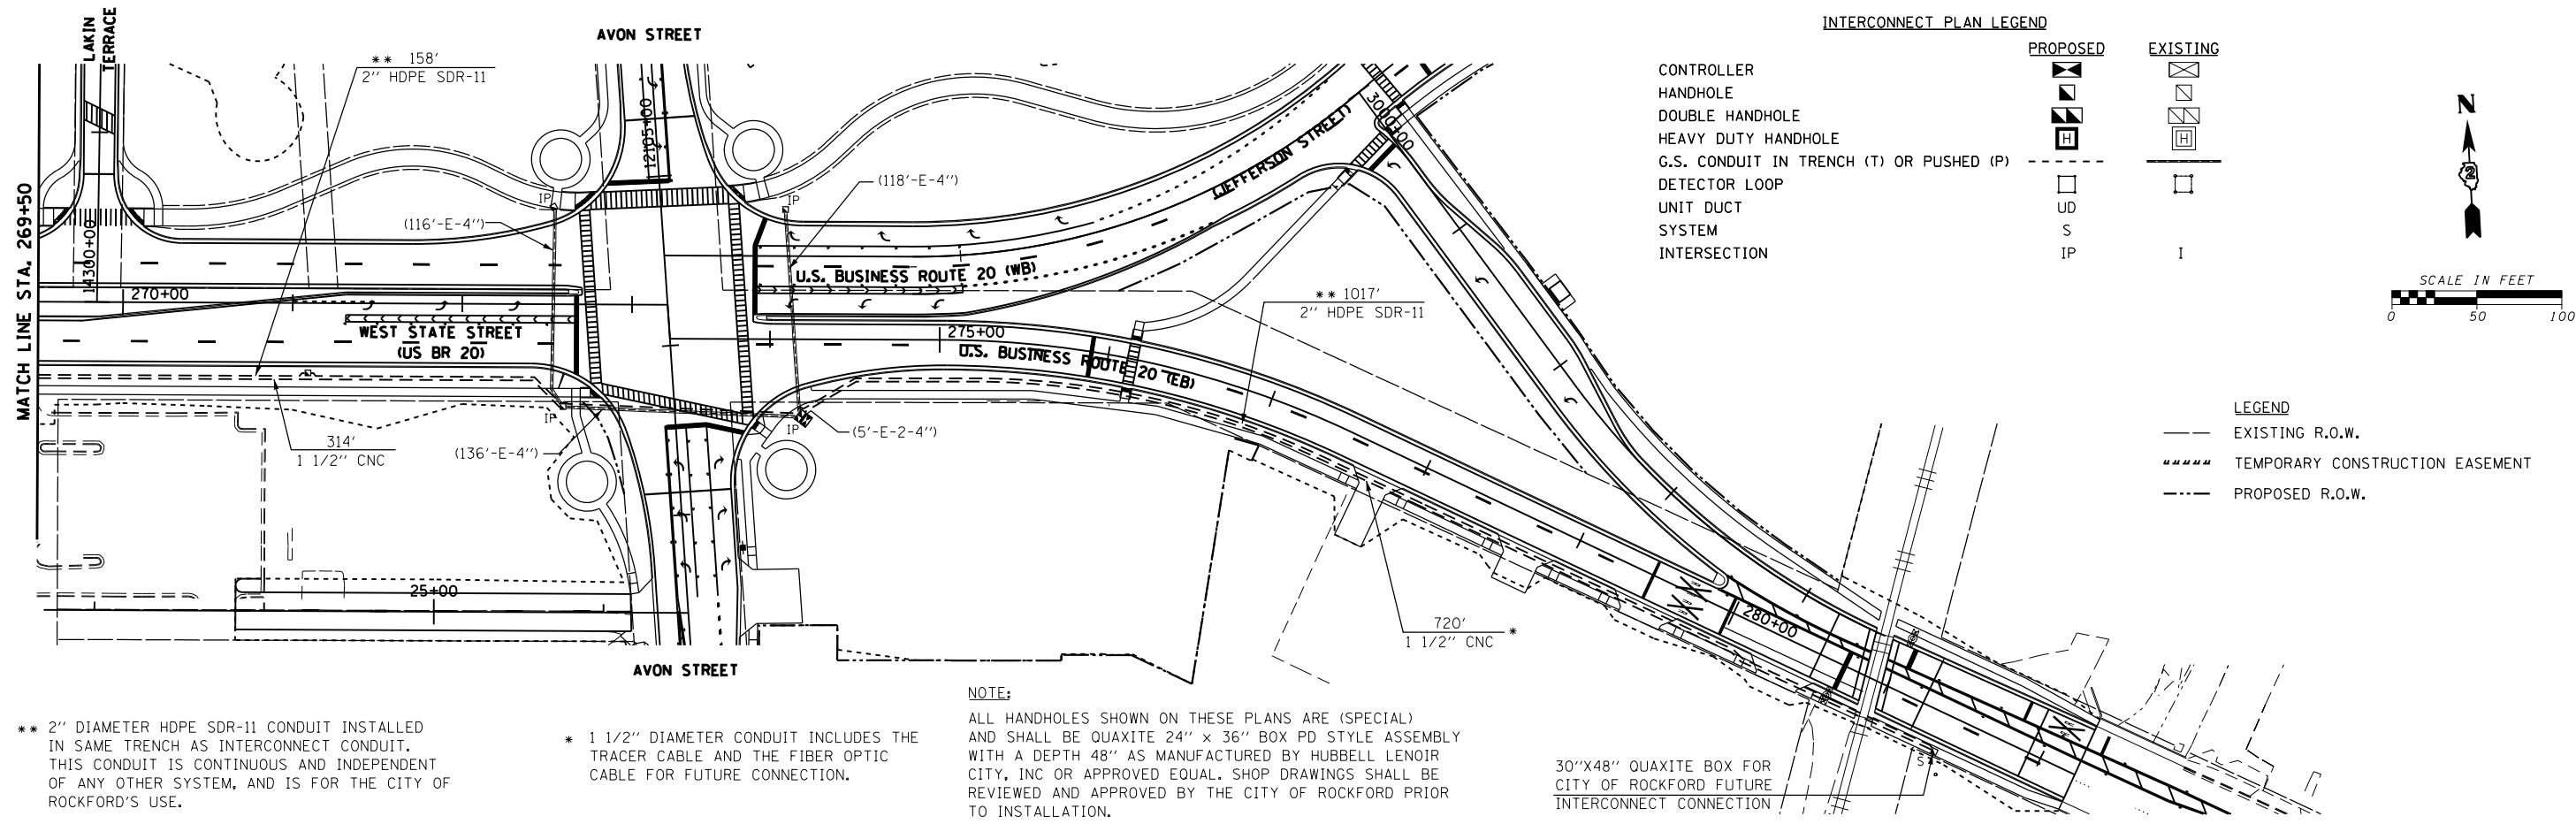 LAKIN
TERRACE
AVON STREET
** 158'
2'' HDPE SDR-11
12105+00
300+00
(JEFFERSON STREET)
(118'-E-4'')
IP
IP
(116'-E-4'')
MATCH LINE STA. 269+50
14300+00
270+00
U.S. BUSINESS ROUTE 20 (WB)
WEST STATE STREET
(US BR 20)
275+00
U.S. BUSINESS ROUTE 20 (EB)
** 1017'
2'' HDPE SDR-11
IP
IP
(5'-E-2-4'')
314'
1 1/2'' CNC
(136'-E-4'')
25+00
280+00
720'
1 1/2'' CNC *
AVON STREET
S
INTERCONNECT PLAN LEGEND
PROPOSED EXISTING
CONTROLLER
HANDHOLE
DOUBLE HANDHOLE
HEAVY DUTY HANDHOLE H H
G.S. CONDUIT IN TRENCH (T) OR PUSHED (P)
DETECTOR LOOP
UNIT DUCT UD
SYSTEM S
INTERSECTION IP I
N
2
SCALE IN FEET
0 50 100
LEGEND
EXISTING R.O.W.
TEMPORARY CONSTRUCTION EASEMENT
PROPOSED R.O.W.
** 2'' DIAMETER HDPE SDR-11 CONDUIT INSTALLED
IN SAME TRENCH AS INTERCONNECT CONDUIT.
THIS CONDUIT IS CONTINUOUS AND INDEPENDENT
OF ANY OTHER SYSTEM, AND IS FOR THE CITY OF
ROCKFORD'S USE.
* 1 1/2'' DIAMETER CONDUIT INCLUDES THE
TRACER CABLE AND THE FIBER OPTIC
CABLE FOR FUTURE CONNECTION.
NOTE:
ALL HANDHOLES SHOWN ON THESE PLANS ARE (SPECIAL)
AND SHALL BE QUAXITE 24'' x 36'' BOX PD STYLE ASSEMBLY
WITH A DEPTH 48'' AS MANUFACTURED BY HUBBELL LENOIR
CITY, INC OR APPROVED EQUAL. SHOP DRAWINGS SHALL BE
REVIEWED AND APPROVED BY THE CITY OF ROCKFORD PRIOR
TO INSTALLATION.
30''X48'' QUAXITE BOX FOR
CITY OF ROCKFORD FUTURE
INTERCONNECT CONNECTION